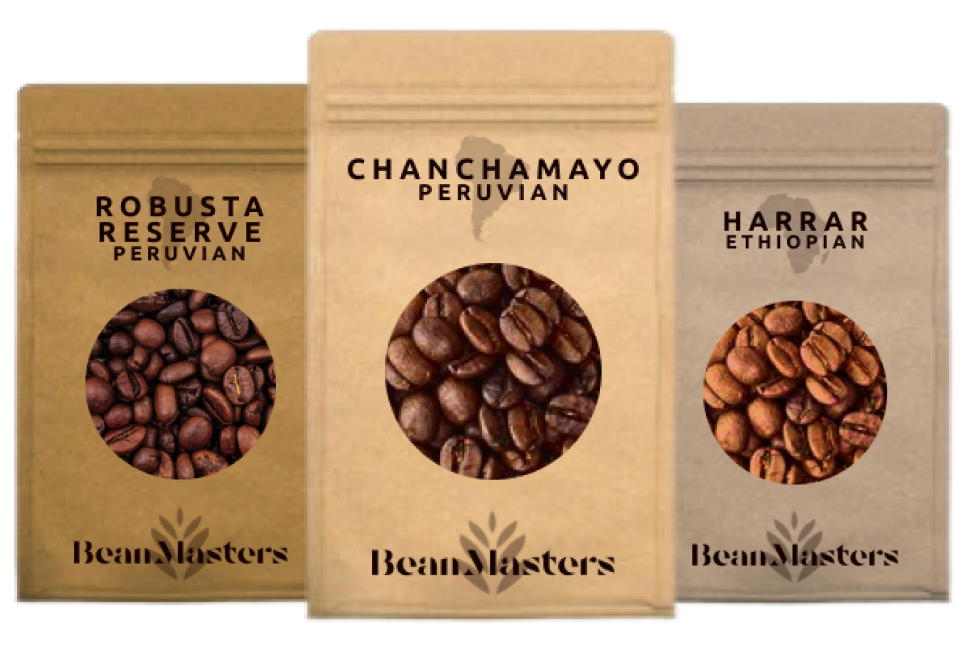 ROBUSTA
RESERVE
PERUVIAN
BeanMasters
CHANCHAMAYO
PERUVIAN
BeanMasters
HARRAR
ETHIOPIAN
BeanMasters